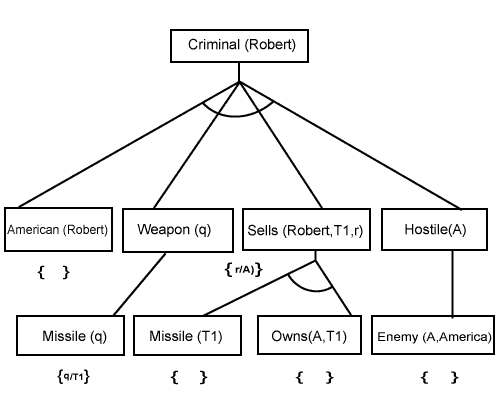 Criminal (Robert)
American (Robert)
Weapon (q)
Sells (Robert,T1,r)
Hostile(A)
{ }
{r/A)}
Missile (q)
Missile (T1)
Owns(A,T1)
Enemy (A,America)
{q/T1}
{ }
{ }
{ }